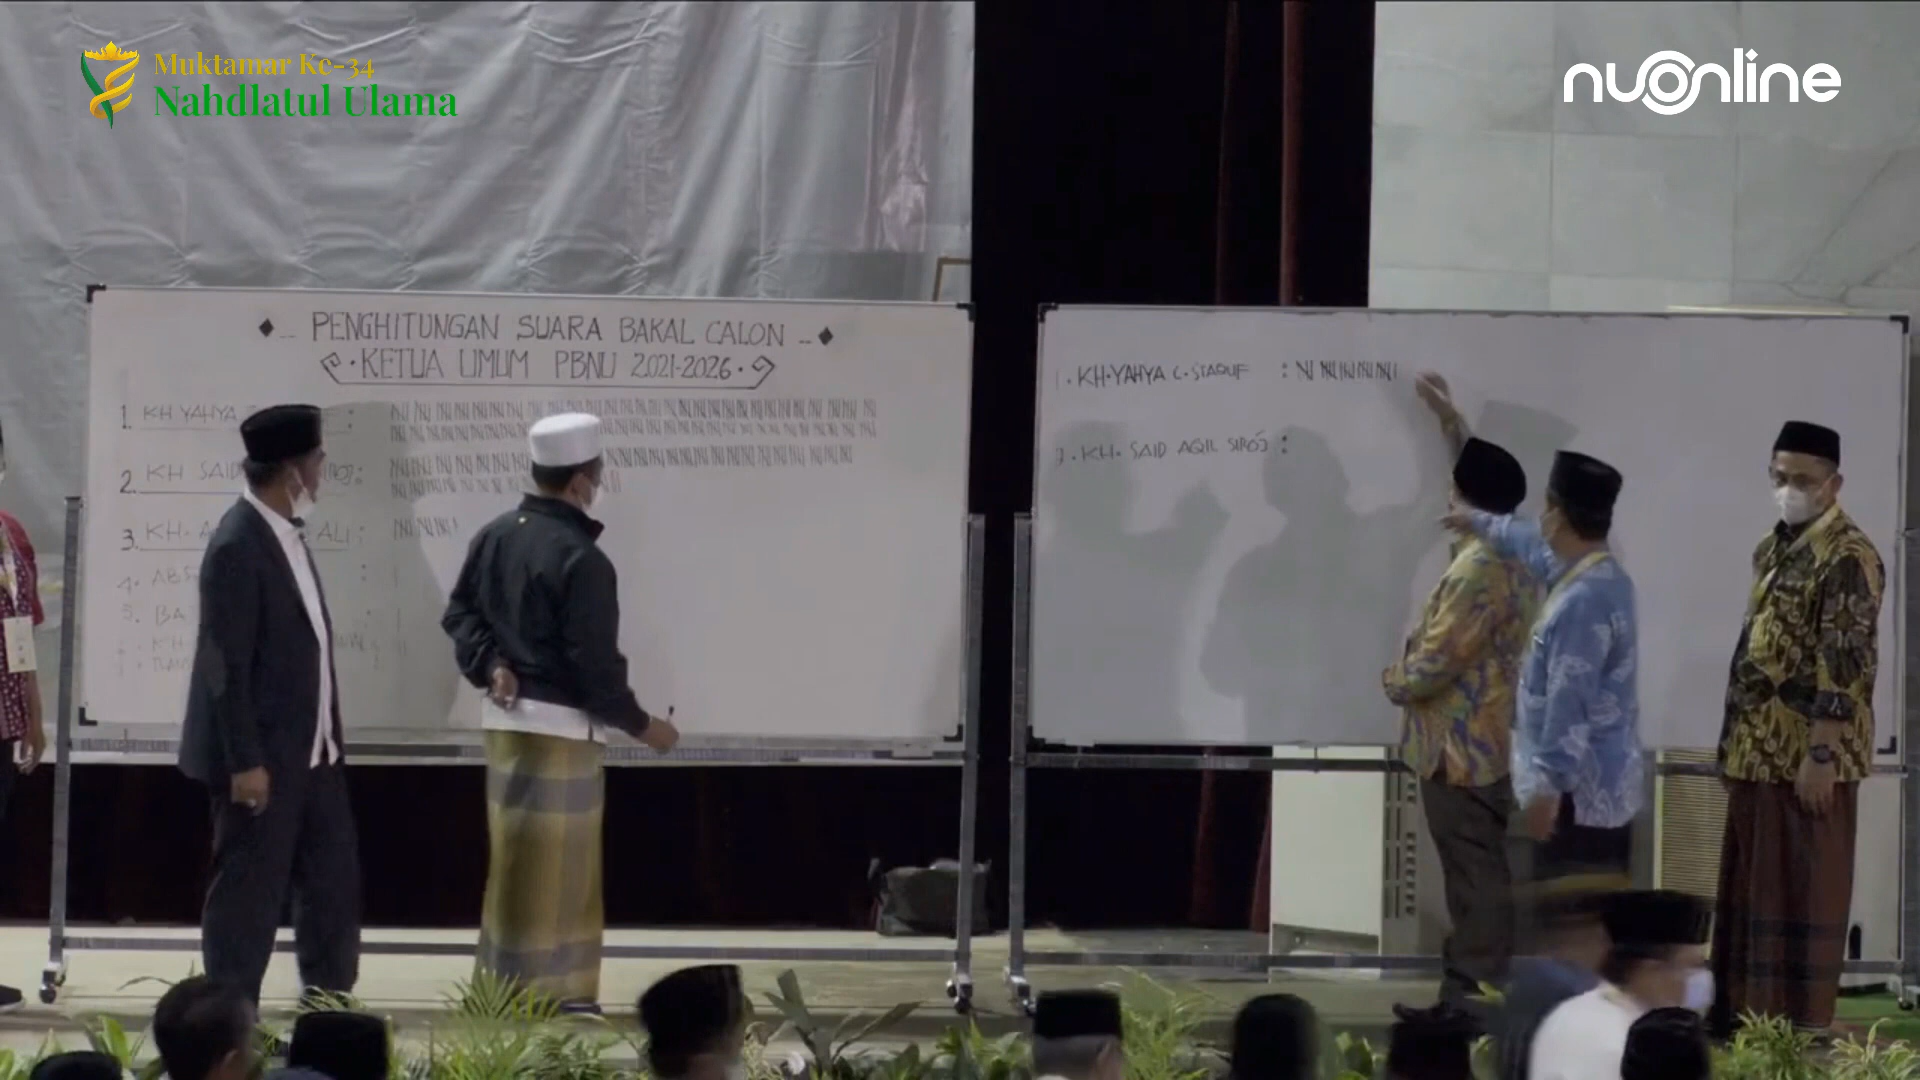 Muktamar Ke-34
Nahdlatul Ulama
nuonline
PENGHITUNGAN SUARA BAKAL CALON
KETUA UMUM PBNU 2021-2026
1. KH YAHYA
2. KH SAID
3. KH. ALI :
4.
5. BA
1. KH. YAHYA C. STAQUF :
2. KH. SAID AQIL SIROJ :